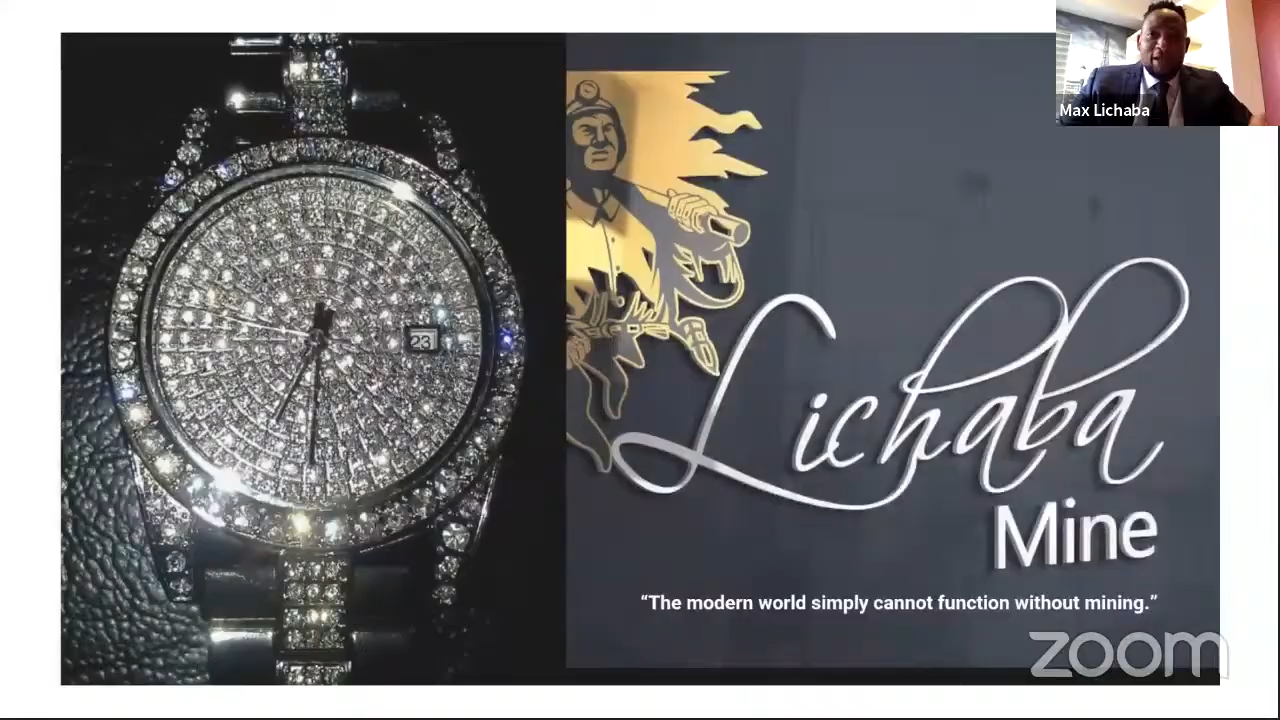 Max Lichaba
23
Lichaba
Mine
“The modern world simply cannot function without mining.”
zoom